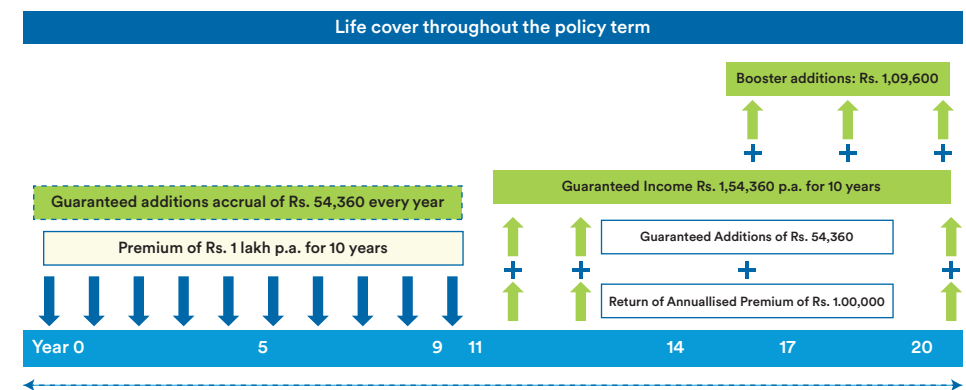 Life cover throughout the policy term
Booster additions: Rs. 1,09,600
+ + +
Guaranteed Income Rs. 1,54,360 p.a. for 10 years
Guaranteed additions accrual of Rs. 54,360 every year
Premium of Rs. 1 lakh p.a. for 10 years
Guaranteed Additions of Rs. 54,360
+ + + +
Return of Annuallised Premium of Rs. 1.00,000
Year 0 5 9 11 14 17 20